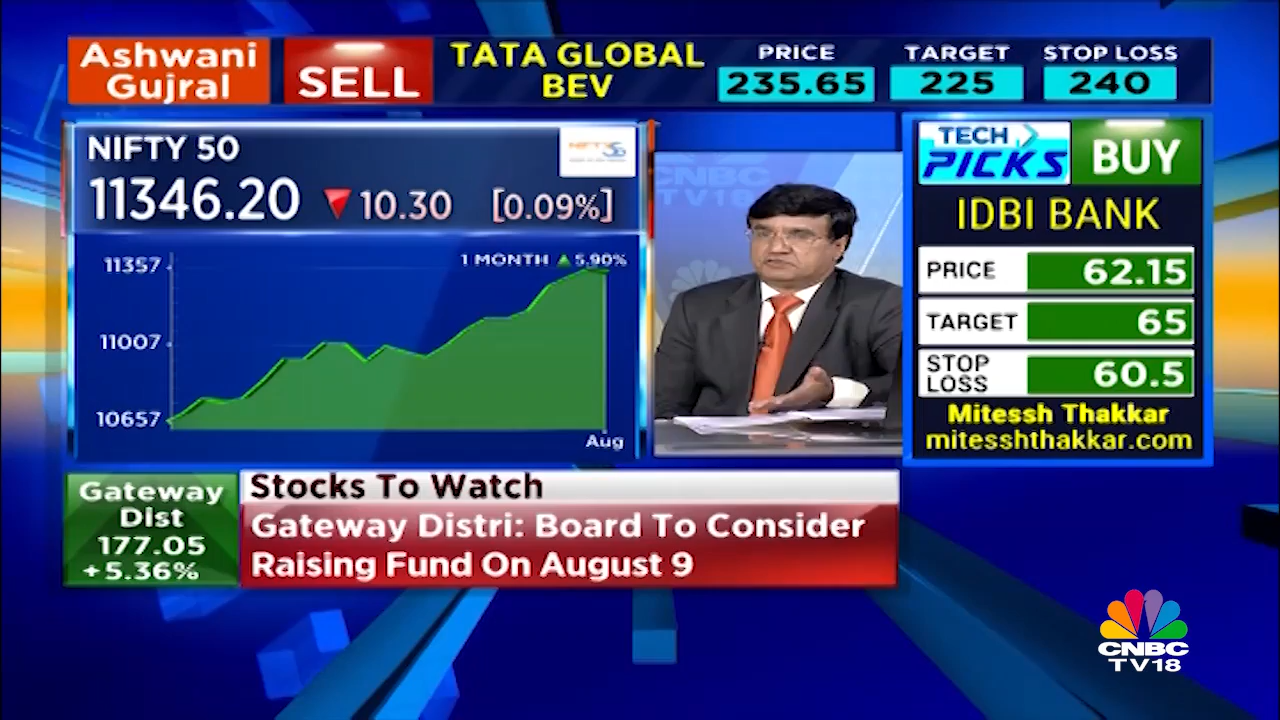 Ashwani
Gujral
SELL
TATA GLOBAL
BEV
PRICE
235.65
TARGET
225
STOP LOSS
240
NIFTY 50
11346.20
10.30
[0.09%]
1 MONTH
5.90%
11357
11007
10657
Aug
CNBC
TV18
TECH
PICKS
BUY
IDBI BANK
PRICE
62.15
TARGET
65
STOP
LOSS
60.5
Mitessh Thakkar
mitesshthakkar.com
Gateway
Dist
177.05
+5.36%
Stocks To Watch
Gateway Distri: Board To Consider
Raising Fund On August 9
CNBC
TV18